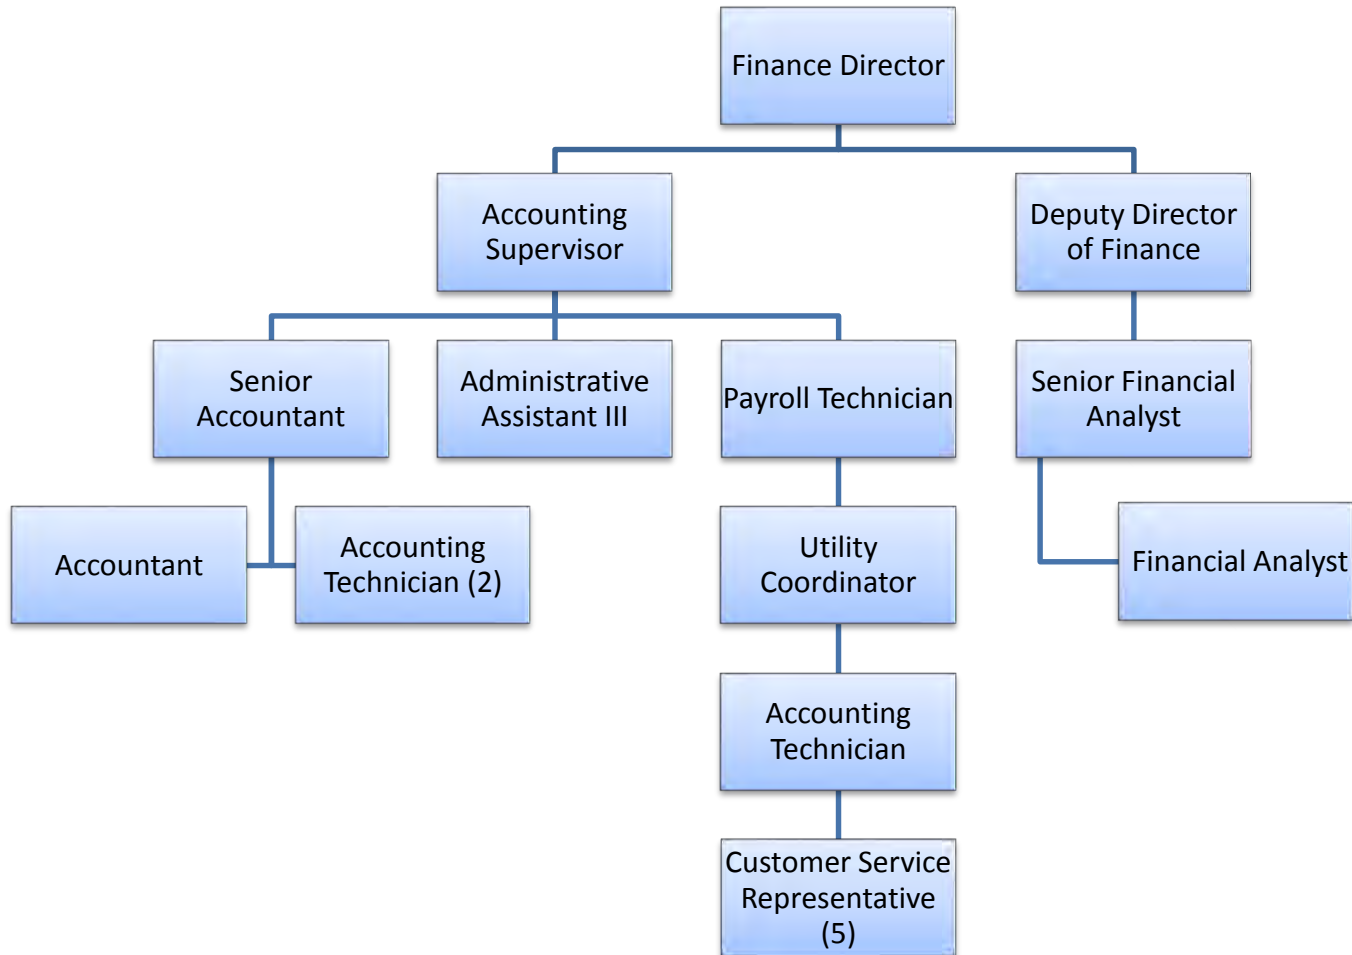 Finance Director
Accounting
Supervisor
Deputy Director
of Finance
Senior
Accountant
Administrative
Assistant III
Payroll Technician
Senior Financial
Analyst
Accountant
Accounting
Technician (2)
Utility
Coordinator
Financial Analyst
Accounting
Technician
Customer Service
Representative
(5)